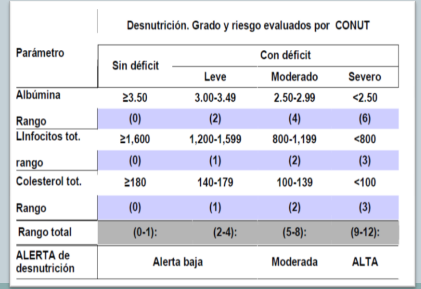 Desnutrición. Grado y riesgo evaluados por CONUT
Parámetro
Sin déficit
Con déficit
Leve Moderado Severo
Albúmina ≥3.50 3.00-3.49 2.50-2.99 <2.50
Rango (0) (2) (4) (6)
LInfocitos tot. ≥1,600 1,200-1,599 800-1,199 <800
rango (0) (1) (2) (3)
Colesterol tot. ≥180 140-179 100-139 <100
Rango (0) (1) (2) (3)
Rango total (0-1): (2-4): (5-8): (9-12):
ALERTA de
desnutrición
Alerta baja Moderada ALTA